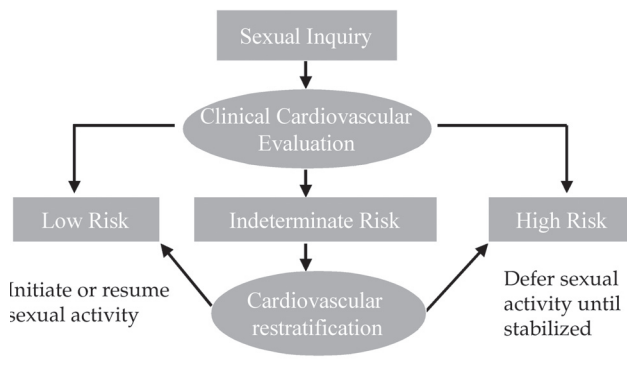 Sexual Inquiry
Clinical Cardiovascular
Evaluation
Low Risk
Indeterminate Risk
High Risk
Initiate or resume
sexual activity
Cardiovascular
restratification
Defer sexual
activity until
stabilized